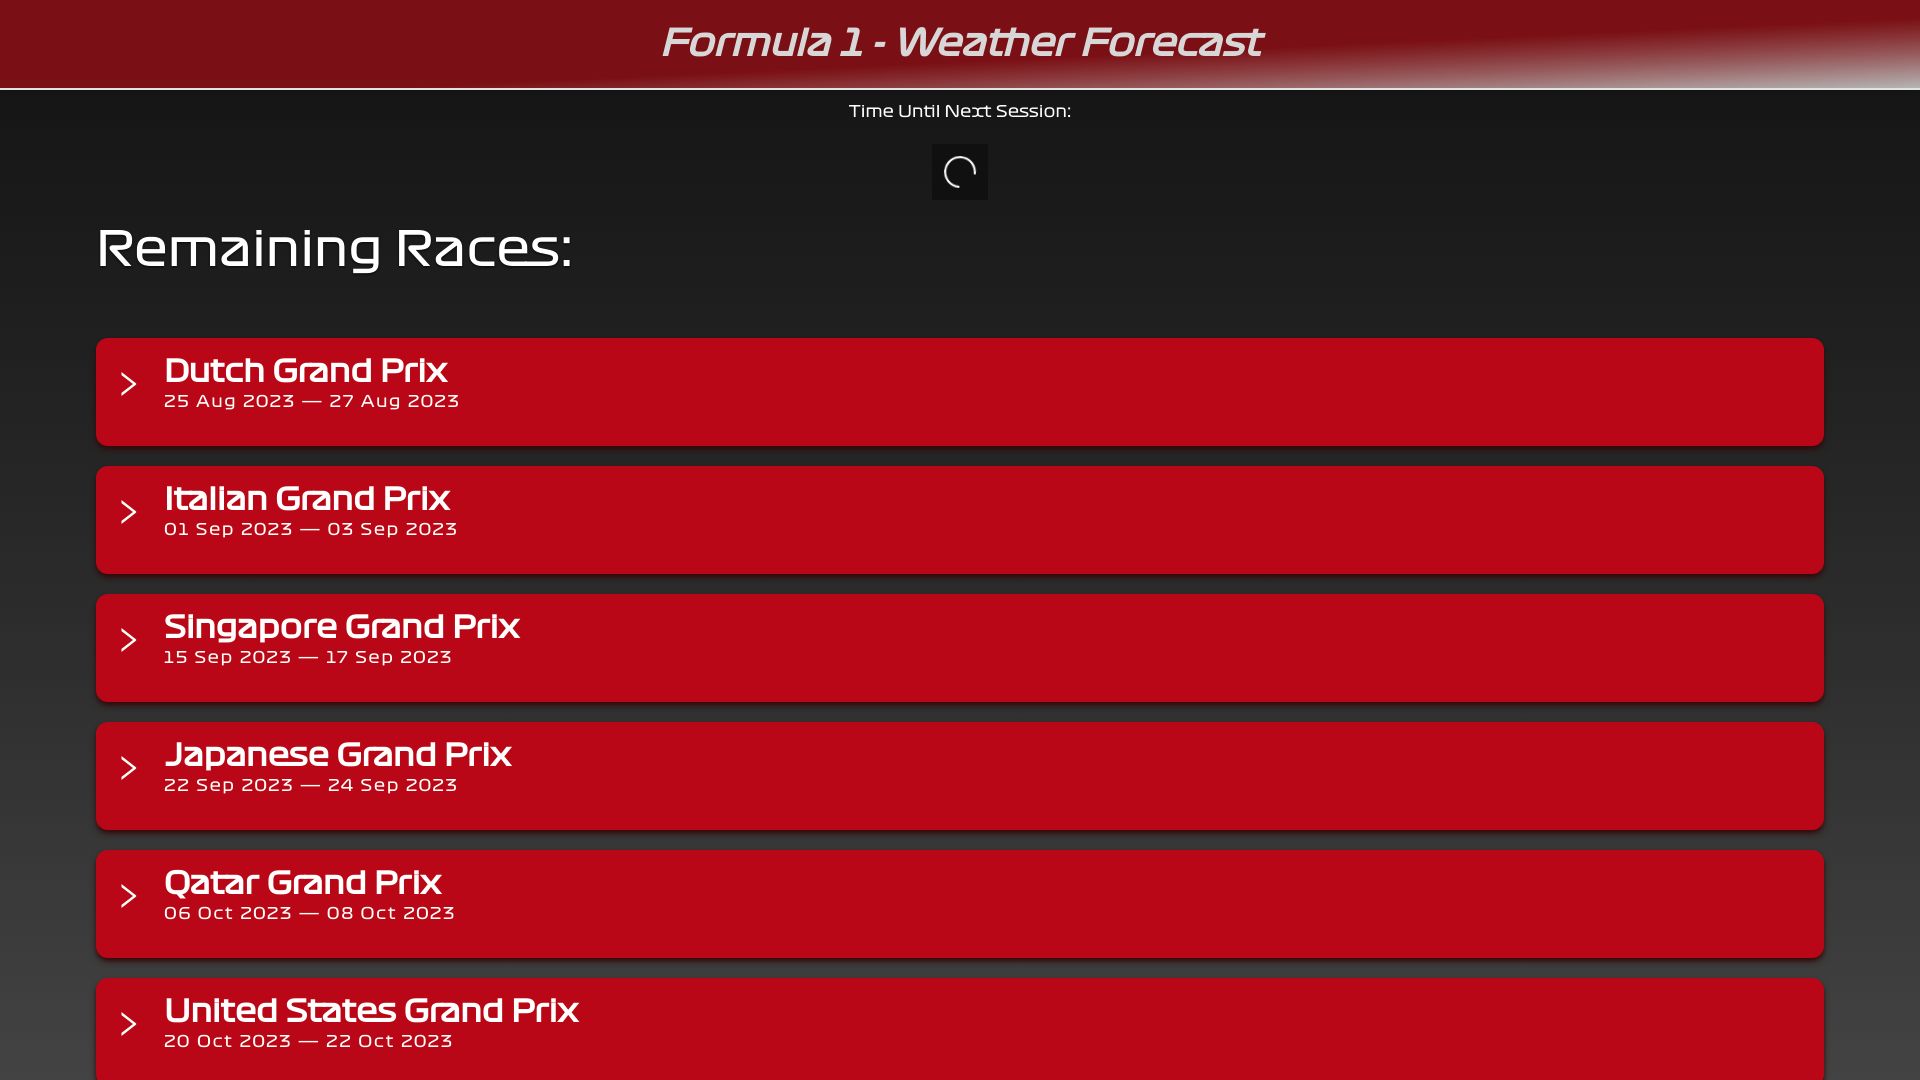 Formula 1 - Weather Forecast
Time Until Next Session:
Remaining Races:
Dutch Grand Prix
25 Aug 2023 — 27 Aug 2023
Italian Grand Prix
01 Sep 2023 — 03 Sep 2023
Singapore Grand Prix
15 Sep 2023 — 17 Sep 2023
Japanese Grand Prix
22 Sep 2023 — 24 Sep 2023
Qatar Grand Prix
06 Oct 2023 — 08 Oct 2023
United States Grand Prix
20 Oct 2023 — 22 Oct 2023